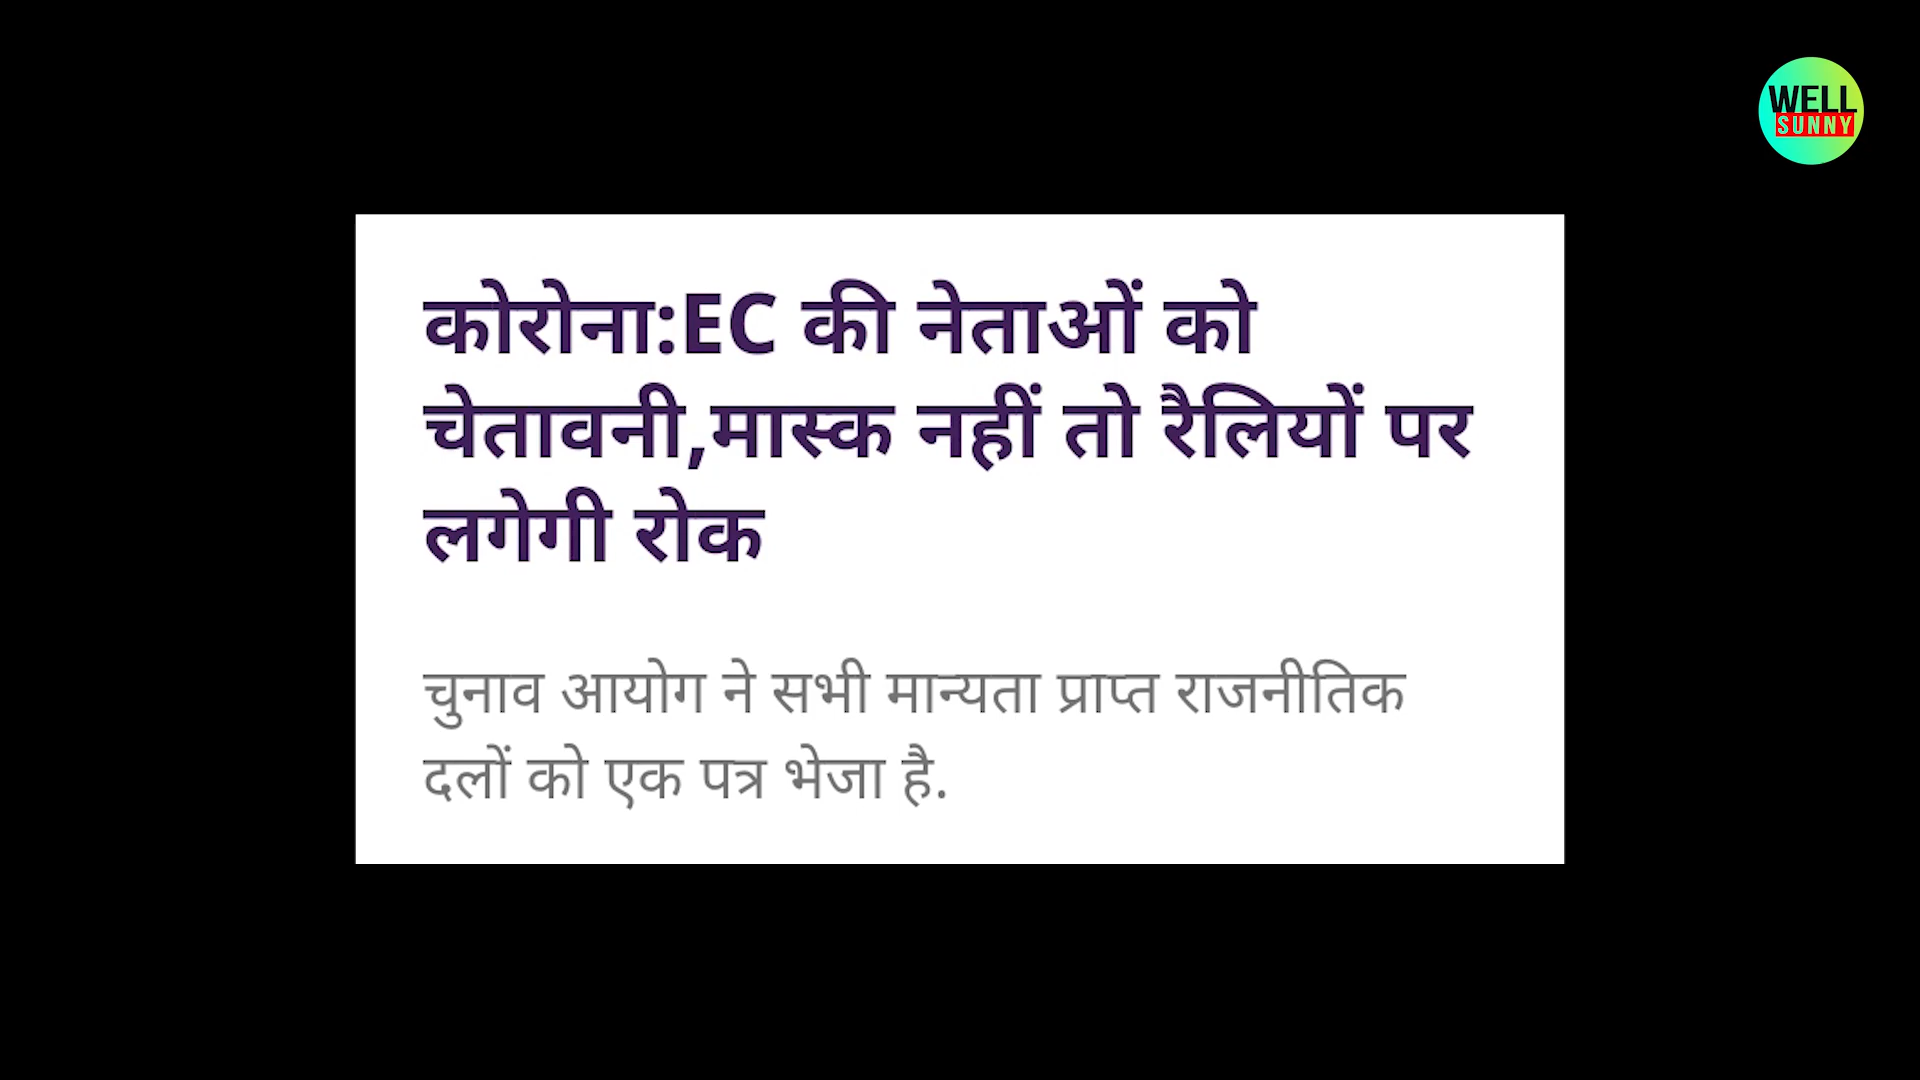 WELL
SUNNY
कोरोना:EC की नेताओं को
चेतावनी,मास्क नहीं तो रैलियों पर
लगेगी रोक
चुनाव आयोग ने सभी मान्यता प्राप्त राजनीतिक
दलों को एक पत्र भेजा है.